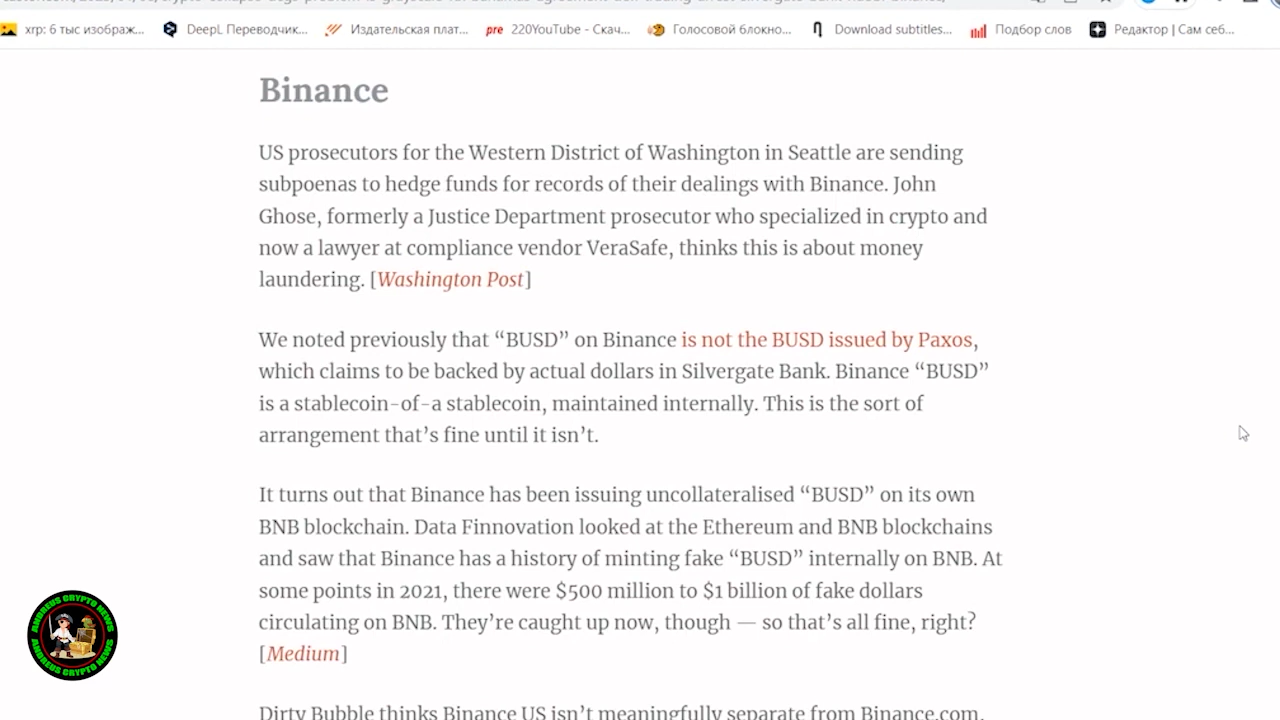 xrp: 6 тыс изображ...
DeepL Переводчик...
Издательская плат...
pre 220YouTube - Скач...
Голосовой блокно...
Download subtitles...
Подбор слов
Редактор | Сам себ...
Binance
US prosecutors for the Western District of Washington in Seattle are sending
subpoenas to hedge funds for records of their dealings with Binance. John
Ghose, formerly a Justice Department prosecutor who specialized in crypto and
now a lawyer at compliance vendor VeraSafe, thinks this is about money
laundering. [Washington Post]
We noted previously that “BUSD” on Binance is not the BUSD issued by Paxos,
which claims to be backed by actual dollars in Silvergate Bank. Binance “BUSD”
is a stablecoin-of-a stablecoin, maintained internally. This is the sort of
arrangement that’s fine until it isn’t.
It turns out that Binance has been issuing uncollateralised “BUSD” on its own
BNB blockchain. Data Finnovation looked at the Ethereum and BNB blockchains
and saw that Binance has a history of minting fake “BUSD” internally on BNB. At
some points in 2021, there were $500 million to $1 billion of fake dollars
circulating on BNB. They’re caught up now, though — so that’s all fine, right?
[Medium]
Dirty Bubble thinks Binance US isn’t meaningfully separate from Binance.com,
ANDREUS CRYPTO NEWS
ANDREUS CRYPTO NEWS